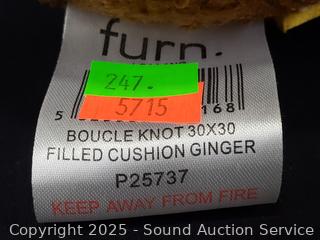 furn.
247.
5715
5 168
BOUCLE KNOT 30X30
FILLED CUSHION GINGER
P25737
KEEP AWAY FROM FIRE
Copyright 2025 - Sound Auction Service